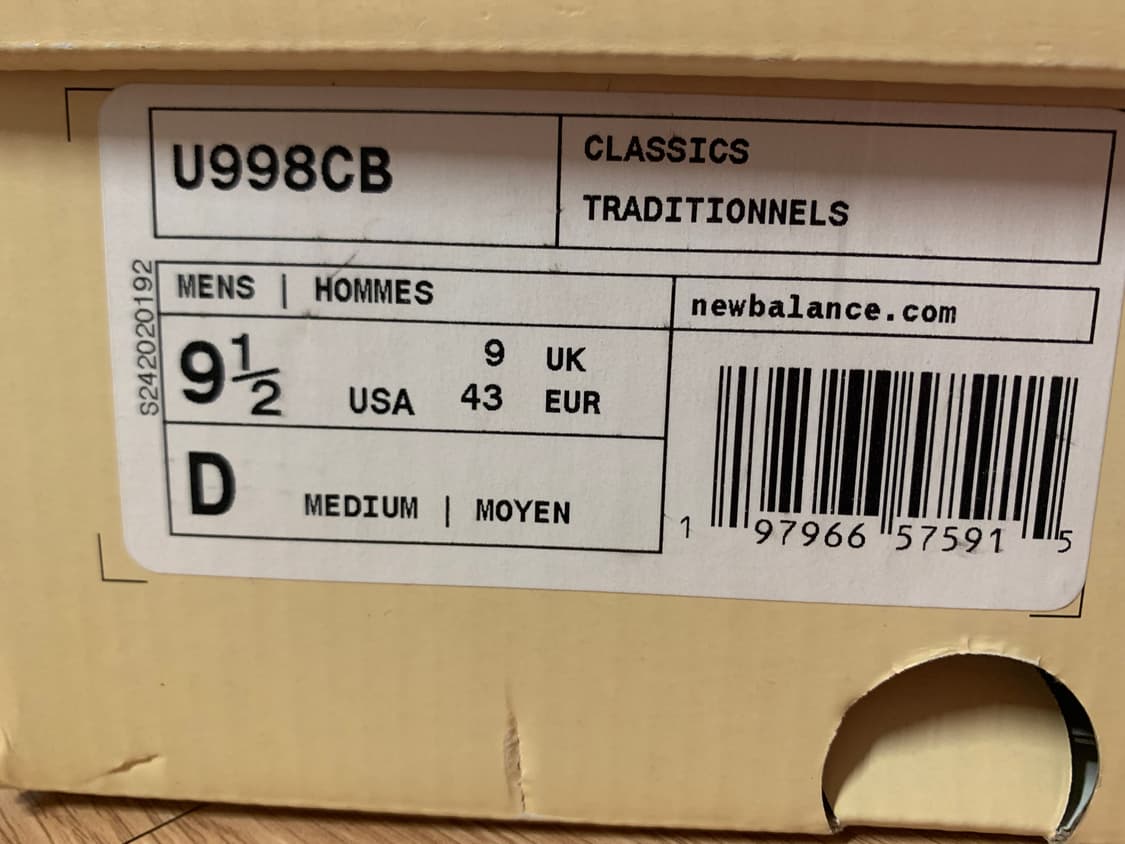 U998CB
CLASSICS
TRADITIONNELS
S242020192
MENS | HOMMES
newbalance.com
9½ USA
9 UK
43 EUR
D MEDIUM | MOYEN
1 97966 57591 5